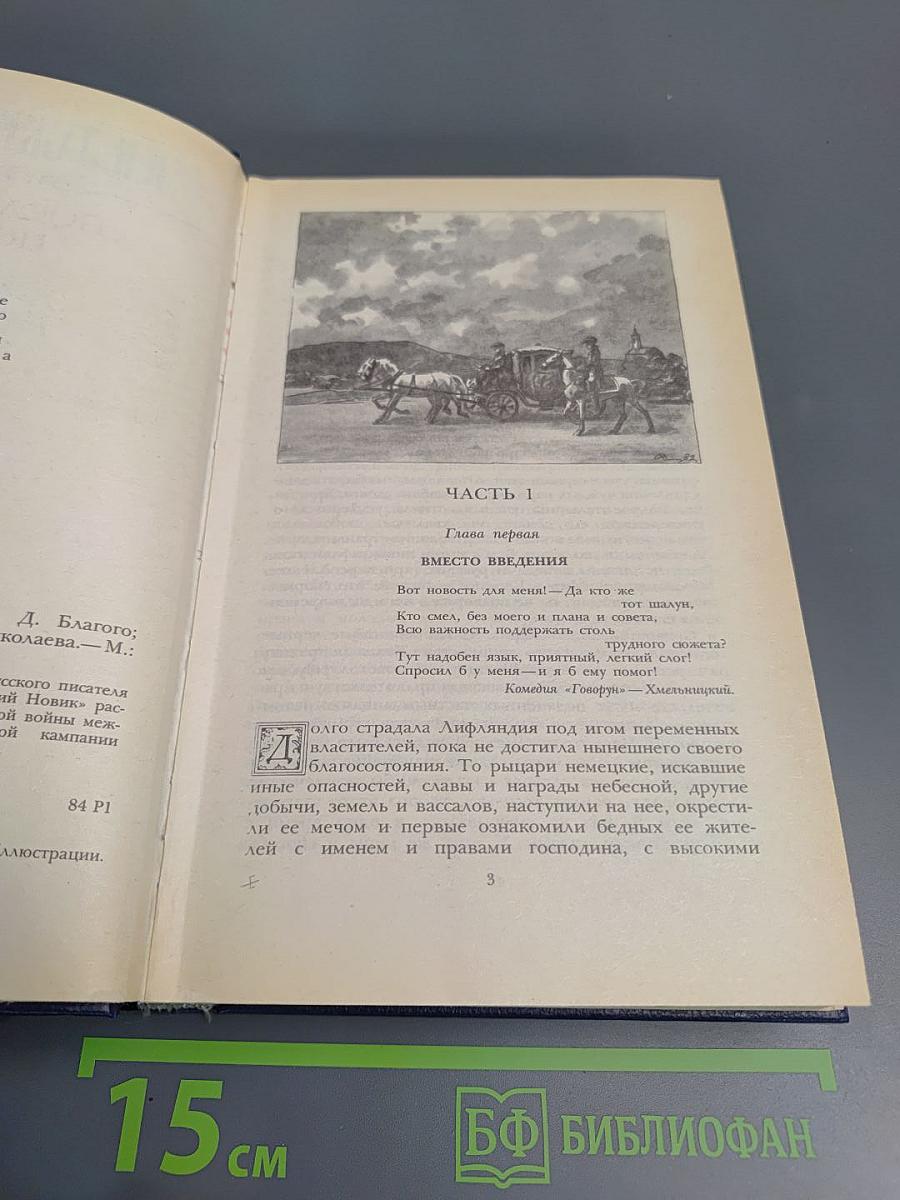 е
о
а
Д. Благого;
колаева.— М.:
усского писателя
ий Новик» рас-
ой войны меж-
ой кампании
84 Р1
ллюстрации.
ЧАСТЬ 1
Глава первая
ВМЕСТО ВВЕДЕНИЯ
Вот новость для меня! — Да кто же
тот шалун,
Кто смел, без моего и плана и совета,
Всю важность поддержать столь
трудного сюжета?
Тут надобен язык, приятный, легкий слог!
Спросил б у меня — и я б ему помог!
Комедия «Говорун» — Хмельницкий.
Долго страдала Лифляндия под игом переменных
властителей, пока не достигла нынешнего своего
благосостояния. То рыцари немецкие, искавшие
иные опасностей, славы и награды небесной, другие
добычи, земель и вассалов, наступили на нее, окрести-
ли ее мечом и первые ознакомили бедных ее жите-
лей с именем и правами господина, с высокими
3
15 см
БФ БИБЛИОФАН